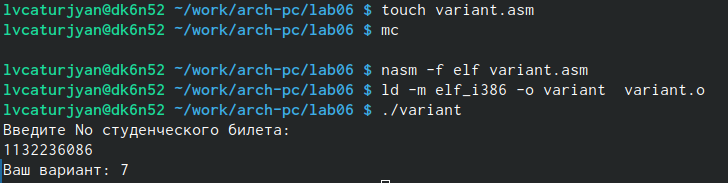 lvcaturjyan@dk6n52 ~/work/arch-pc/lab06 $ touch variant.asm
lvcaturjyan@dk6n52 ~/work/arch-pc/lab06 $ mc
lvcaturjyan@dk6n52 ~/work/arch-pc/lab06 $ nasm -f elf variant.asm
lvcaturjyan@dk6n52 ~/work/arch-pc/lab06 $ ld -m elf_i386 -o variant  variant.o
lvcaturjyan@dk6n52 ~/work/arch-pc/lab06 $ ./variant
Введите No студенческого билета:
1132236086
Ваш вариант: 7